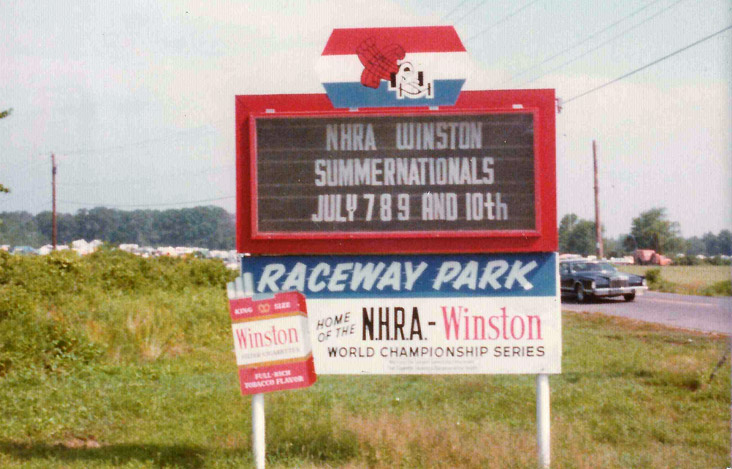 NHRA WINSTON
SUMMERNATIONALS
JULY 7 8 9 AND 10th
RACEWAY PARK
KING SIZE
Winston
FULL-RICH
TOBACCO FLAVOR
HOME
OF THE
N.H.R.A.-Winston
WORLD CHAMPIONSHIP SERIES